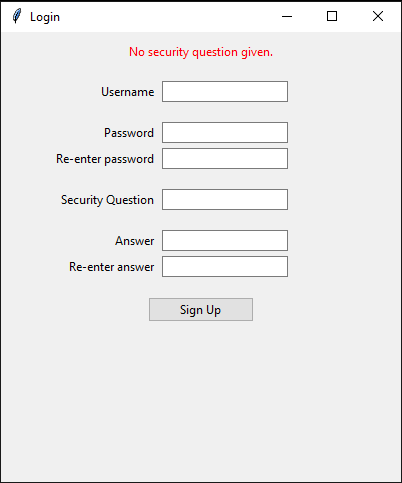 Login
No security question given.
Username
Password
Re-enter password
Security Question
Answer
Re-enter answer
Sign Up